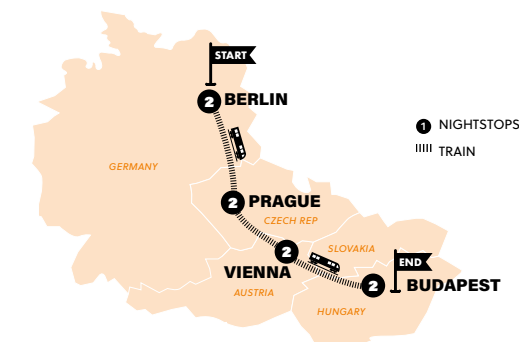 START
2 BERLIN
1 NIGHTSTOPS
TRAIN
GERMANY
2 PRAGUE
CZECH REP
2
SLOVAKIA
VIENNA
END
2 BUDAPEST
AUSTRIA
HUNGARY